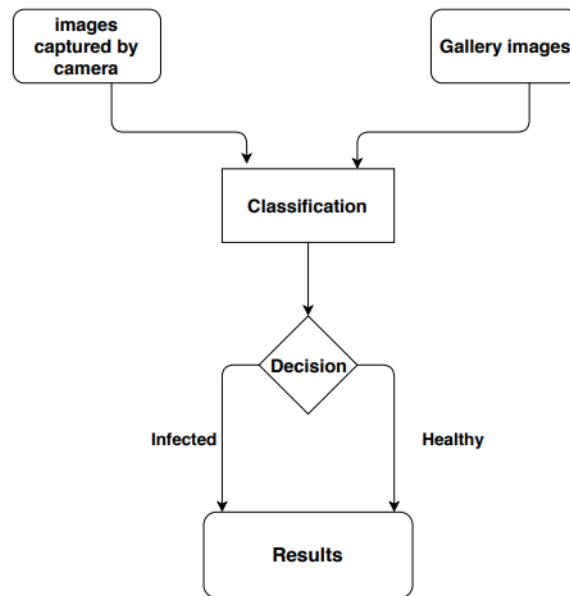 images
captured by
camera
Gallery images
Classification
Decision
Infected
Healthy
Results